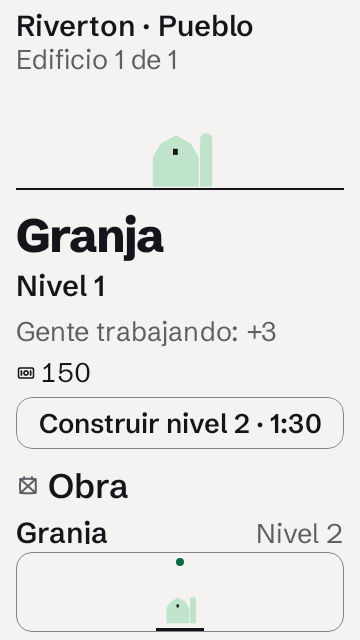 Riverton · Pueblo
Edificio 1 de 1
Granja
Nivel 1
Gente trabajando: +3
150
Construir nivel 2 · 1:30
Obra
Granja Nivel 2